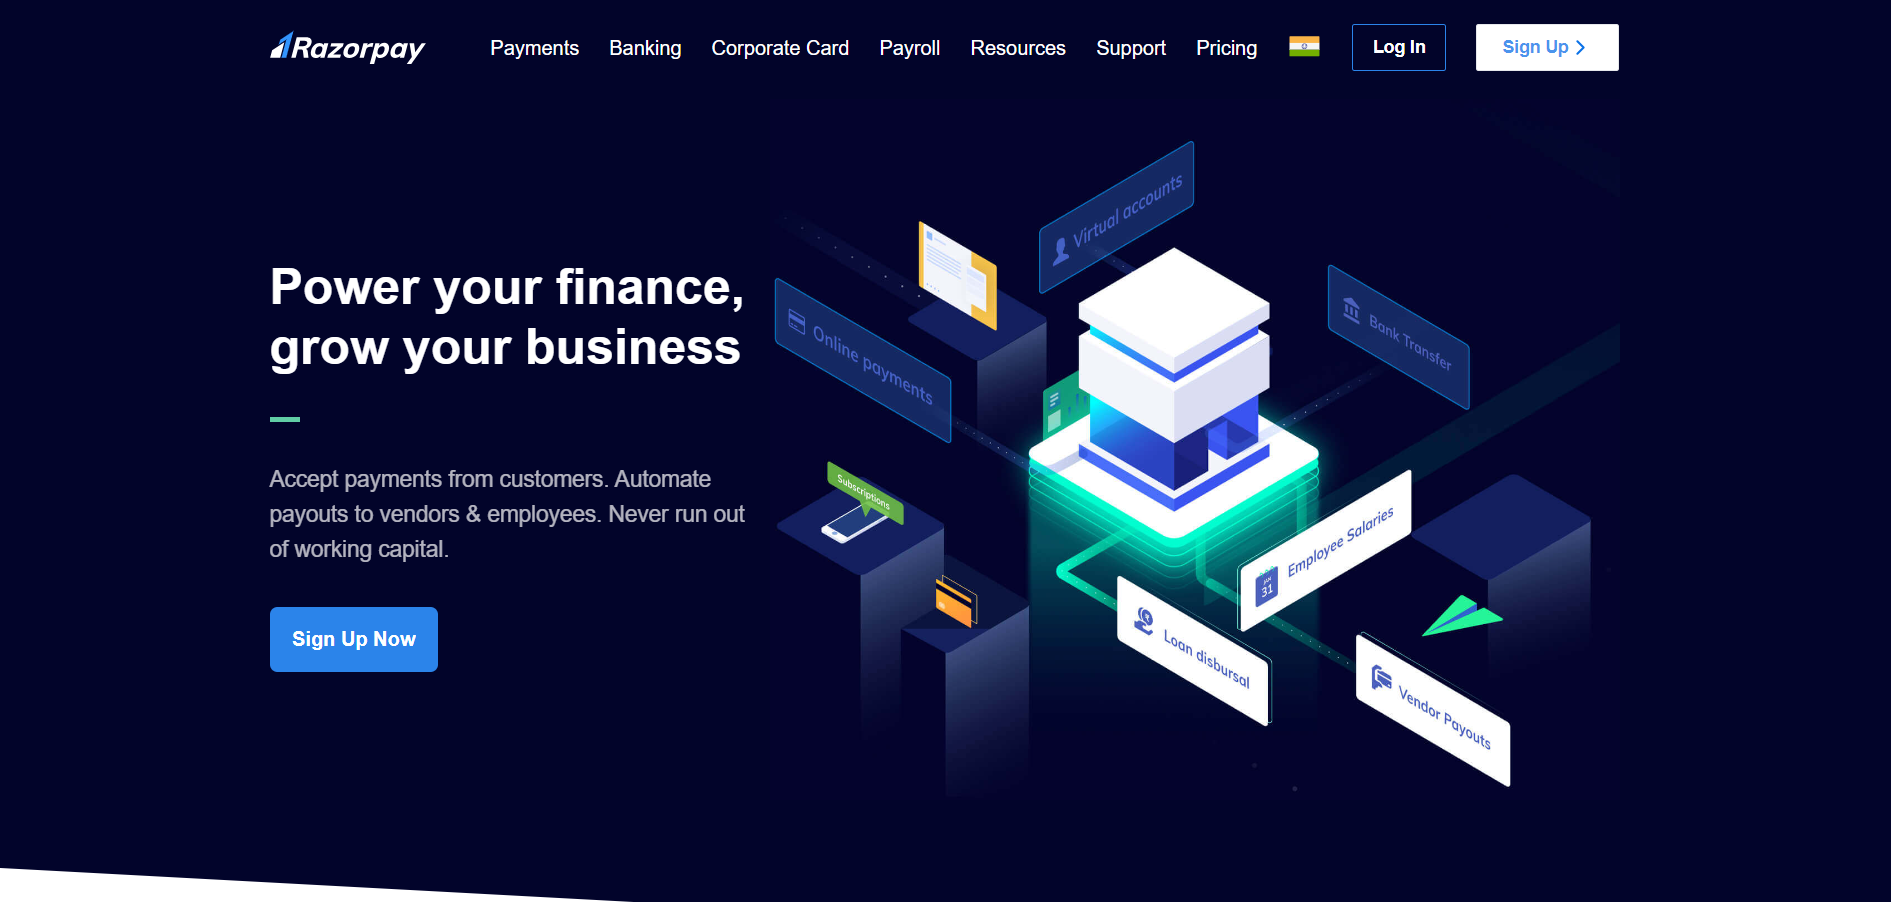 Razorpay
Payments
Banking
Corporate Card
Payroll
Resources
Support
Pricing
Log In
Sign Up
Power your finance,
grow your business
Accept payments from customers. Automate
payouts to vendors & employees. Never run out
of working capital.
Sign Up Now
Virtual accounts
Online payments
Bank Transfer
Subscriptions
Employee Salaries
JAN
31
Loan disbursal
Vendor Payouts